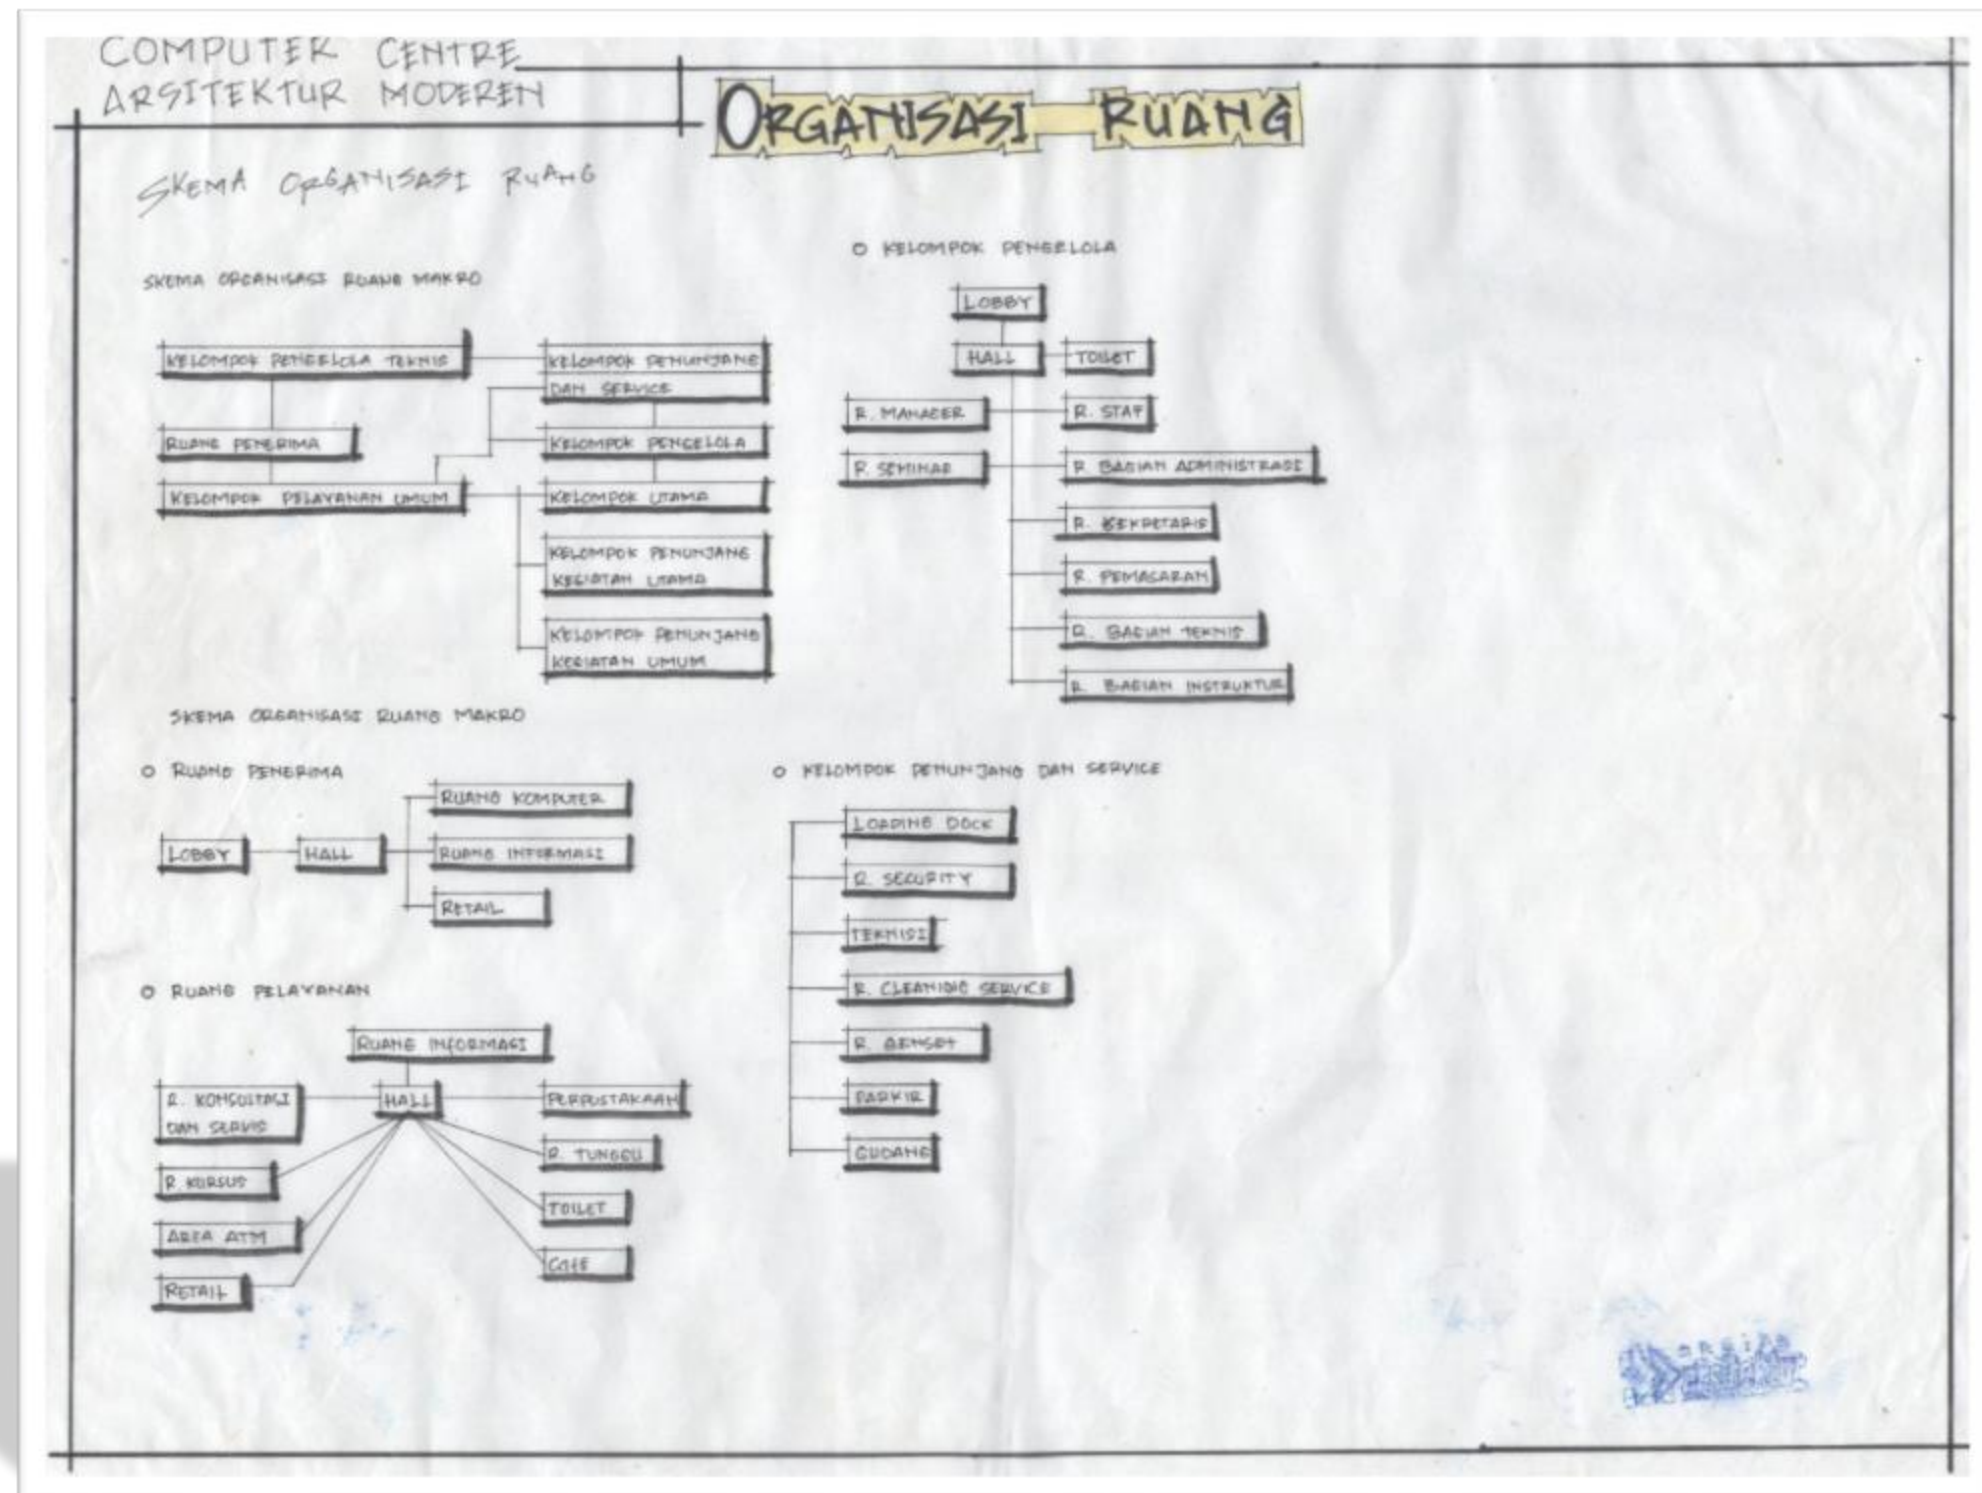 COMPUTER CENTRE
ARSITEKTUR MODEREN
ORGANISASI RUANG
SKEMA ORGANISASI RUANG
SKEMA ORGANISASI RUANG MAKRO
KELOMPOK PENGELOLA TEKNIS
RUANG PENERIMA
KELOMPOK PELAYANAN UMUM
KELOMPOK PENUNJANG
DAN SERVICE
KELOMPOK PENGELOLA
KELOMPOK UTAMA
KELOMPOK PENUNJANG
KEGIATAN UTAMA
KELOMPOK PENUNJANG
KEGIATAN UMUM
SKEMA ORGANISASI RUANG MAKRO
O RUANG PENERIMA
LOBBY
HALL
RUANG KOMPUTER
RUANG INFORMASI
RETAIL
O RUANG PELAYANAN
RUANG INFORMASI
HALL
R. KONSULTASI
DAN SERVIS
R. KURSUS
AREA ATM
RETAIL
PERPUSTAKAAN
R. TUNGGU
TOILET
CAFE
O KELOMPOK PENGELOLA
LOBBY
HALL
TOILET
R. MANAGER
R. STAF
R. SEMINAR
R. BAGIAN ADMINISTRASI
R. SEKRETARIS
R. PEMASARAN
R. BAGIAN TEKNIS
R. BAGIAN INSTRUKTUR
O KELOMPOK PENUNJANG DAN SERVICE
LOADING DOCK
R. SECURITY
TEKNISI
R. CLEANIDIG SERVICE
R. GENSET
PARKIR
GUDANG